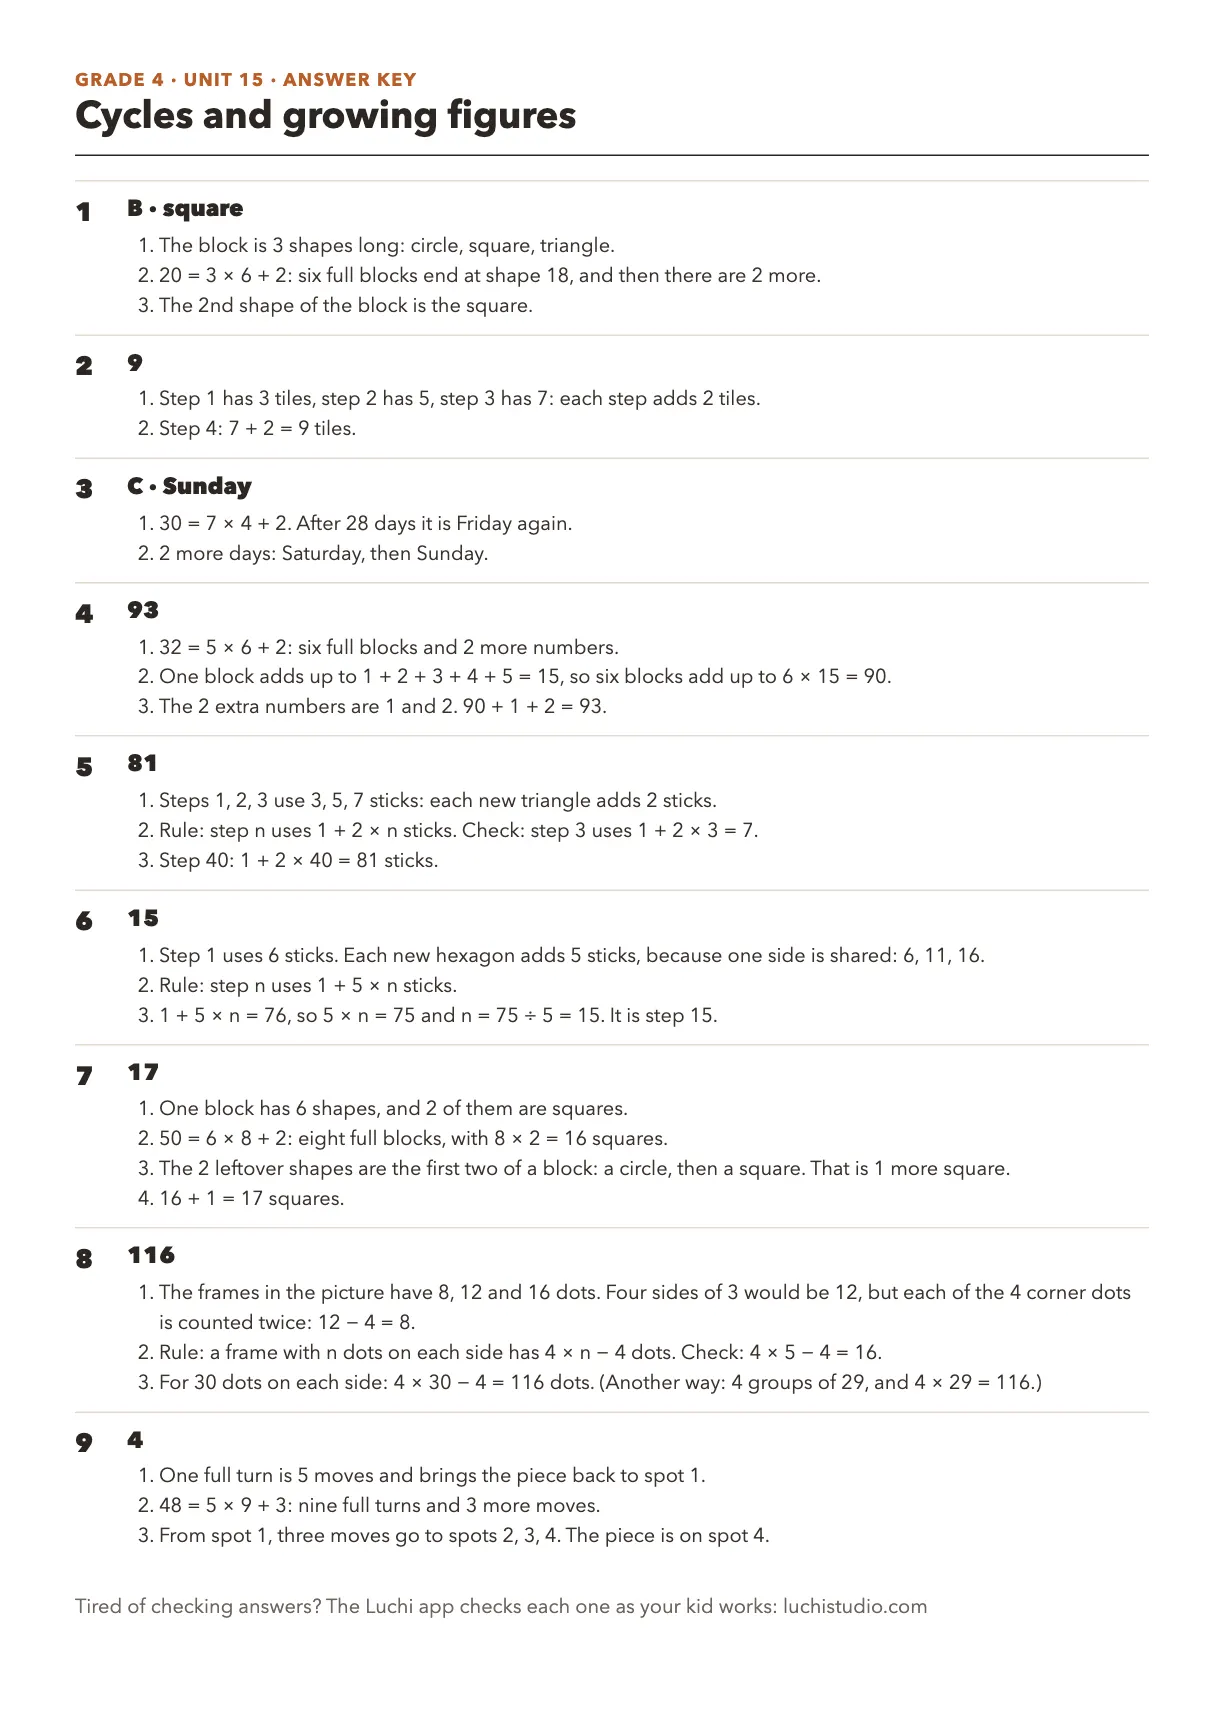 GRADE 4 · UNIT 15 · ANSWER KEY
Cycles and growing figures
1 B · square
1. The block is 3 shapes long: circle, square, triangle.
2. 20 = 3 × 6 + 2: six full blocks end at shape 18, and then there are 2 more.
3. The 2nd shape of the block is the square.
2 9
1. Step 1 has 3 tiles, step 2 has 5, step 3 has 7: each step adds 2 tiles.
2. Step 4: 7 + 2 = 9 tiles.
3 C · Sunday
1. 30 = 7 × 4 + 2. After 28 days it is Friday again.
2. 2 more days: Saturday, then Sunday.
4 93
1. 32 = 5 × 6 + 2: six full blocks and 2 more numbers.
2. One block adds up to 1 + 2 + 3 + 4 + 5 = 15, so six blocks add up to 6 × 15 = 90.
3. The 2 extra numbers are 1 and 2. 90 + 1 + 2 = 93.
5 81
1. Steps 1, 2, 3 use 3, 5, 7 sticks: each new triangle adds 2 sticks.
2. Rule: step n uses 1 + 2 × n sticks. Check: step 3 uses 1 + 2 × 3 = 7.
3. Step 40: 1 + 2 × 40 = 81 sticks.
6 15
1. Step 1 uses 6 sticks. Each new hexagon adds 5 sticks, because one side is shared: 6, 11, 16.
2. Rule: step n uses 1 + 5 × n sticks.
3. 1 + 5 × n = 76, so 5 × n = 75 and n = 75 ÷ 5 = 15. It is step 15.
7 17
1. One block has 6 shapes, and 2 of them are squares.
2. 50 = 6 × 8 + 2: eight full blocks, with 8 × 2 = 16 squares.
3. The 2 leftover shapes are the first two of a block: a circle, then a square. That is 1 more square.
4. 16 + 1 = 17 squares.
8 116
1. The frames in the picture have 8, 12 and 16 dots. Four sides of 3 would be 12, but each of the 4 corner dots
is counted twice: 12 − 4 = 8.
2. Rule: a frame with n dots on each side has 4 × n − 4 dots. Check: 4 × 5 − 4 = 16.
3. For 30 dots on each side: 4 × 30 − 4 = 116 dots. (Another way: 4 groups of 29, and 4 × 29 = 116.)
9 4
1. One full turn is 5 moves and brings the piece back to spot 1.
2. 48 = 5 × 9 + 3: nine full turns and 3 more moves.
3. From spot 1, three moves go to spots 2, 3, 4. The piece is on spot 4.
Tired of checking answers? The Luchi app checks each one as your kid works: luchistudio.com